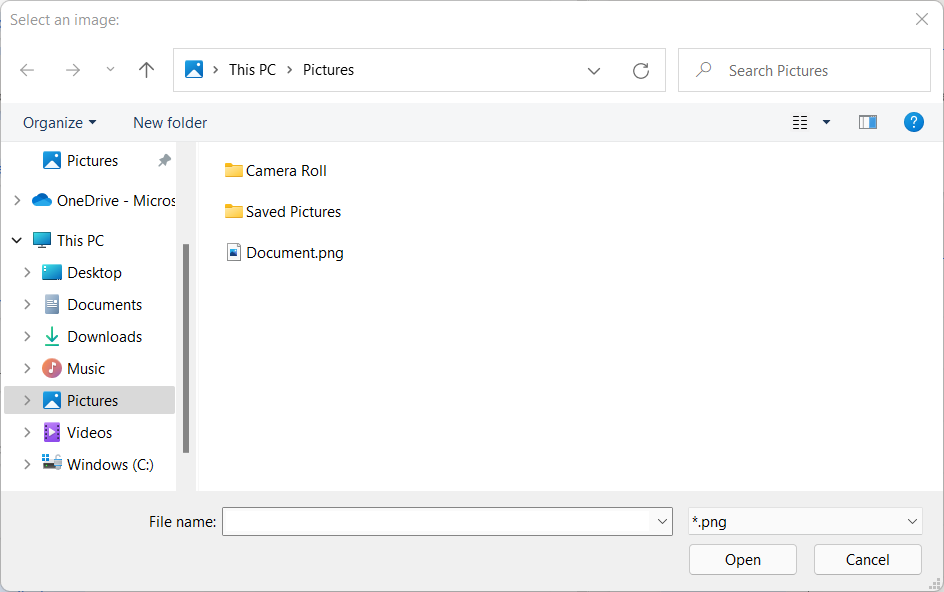 Select an image:
This PC > Pictures
Search Pictures
Organize
New folder
?
Pictures
OneDrive - Micros
This PC
Desktop
Documents
Downloads
Music
Pictures
Videos
Windows (C:)
Camera Roll
Saved Pictures
Document.png
File name:
*.png
Open
Cancel